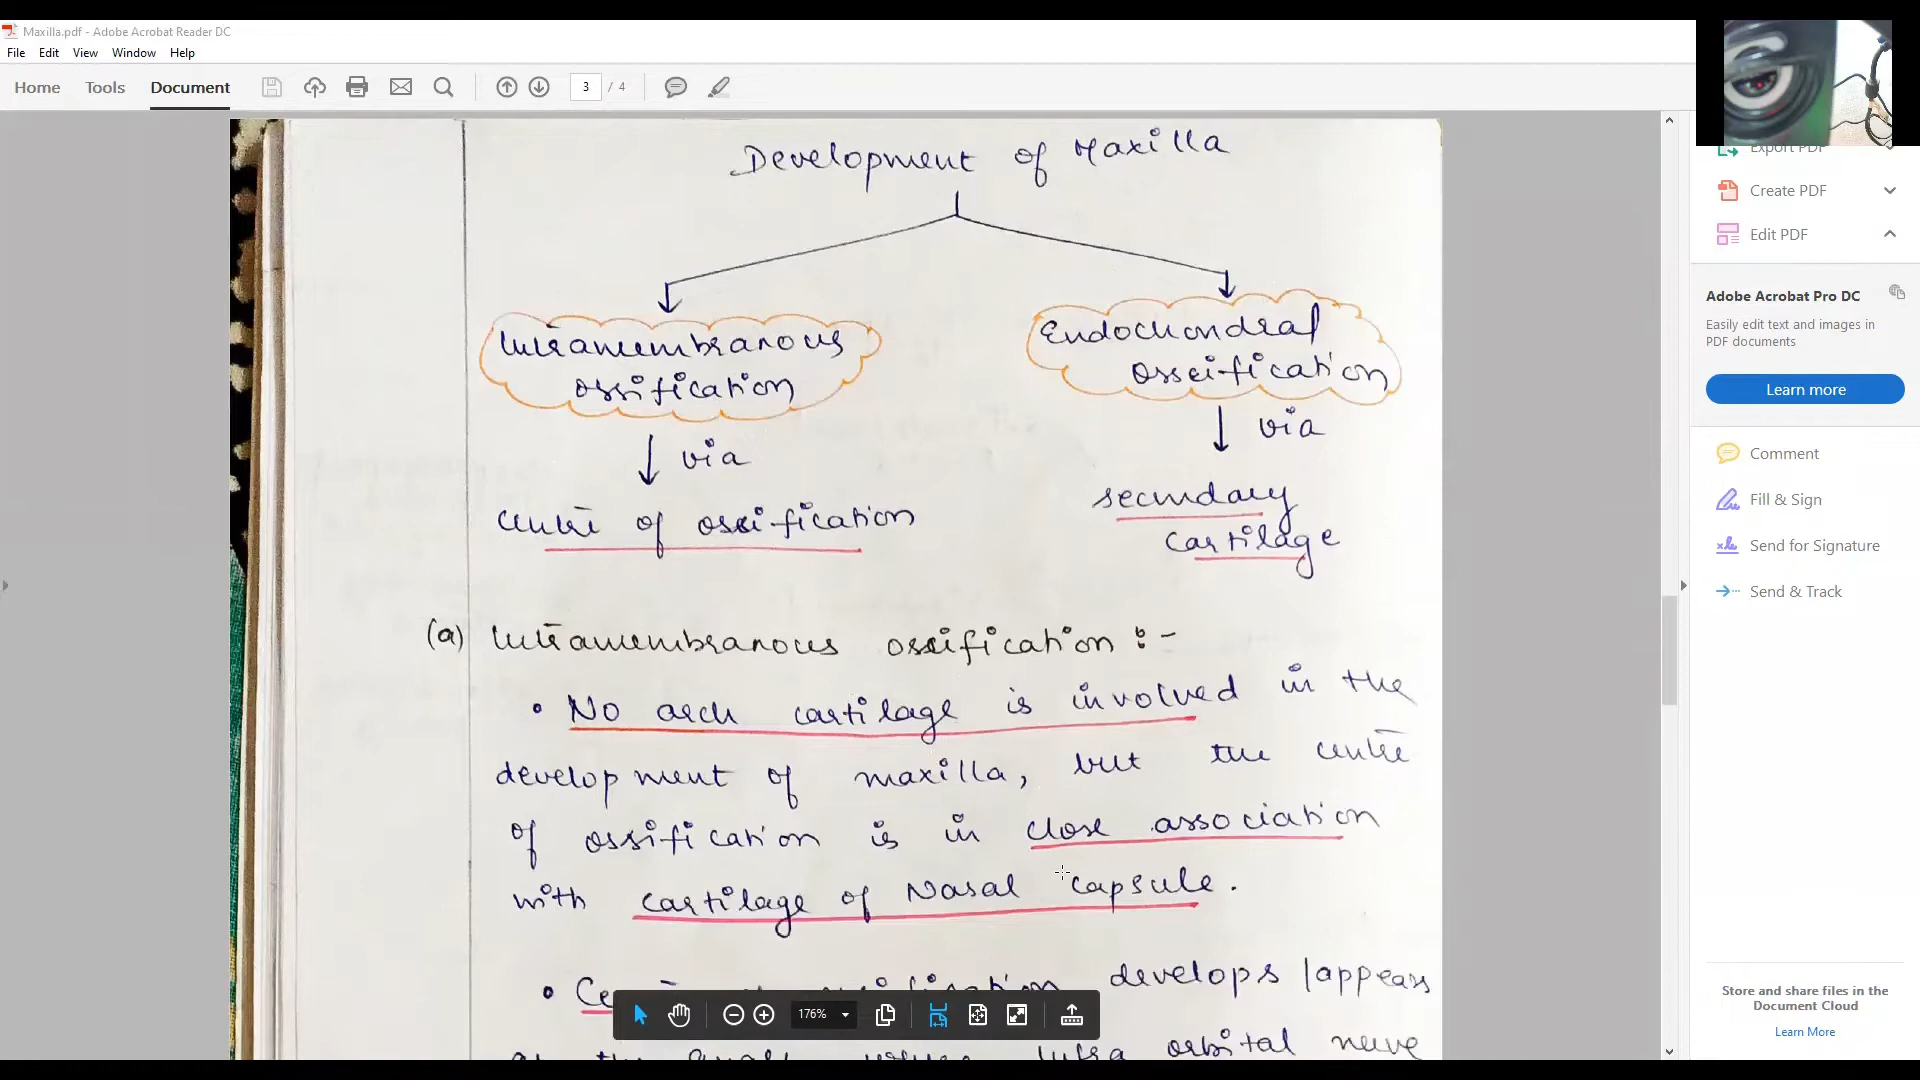 Maxilla.pdf - Adobe Acrobat Reader DC
File Edit View Window Help
Home Tools Document 3 / 4
Development of Maxilla
Intramembranous
ossification
Endochondral
ossification
via
centre of ossification
via
secondary
cartilage
(a) Intramembranous ossification :-
• No arch cartilage is involved in the
development of maxilla, but the centre
of ossification is in close association
with cartilage of Nasal capsule.
• develops / appears
orbital nerve
176%
Export PDF
Create PDF
Edit PDF
Adobe Acrobat Pro DC
Easily edit text and images in
PDF documents
Learn more
Comment
Fill & Sign
Send for Signature
Send & Track
Store and share files in the
Document Cloud
Learn More